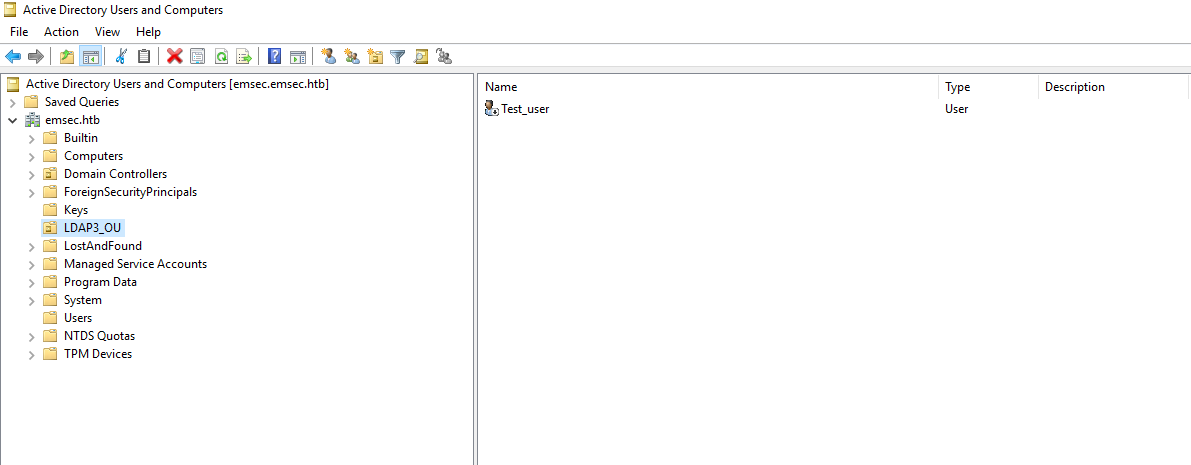 Active Directory Users and Computers
File Action View Help
Active Directory Users and Computers [emsec.emsec.htb]
Saved Queries
emsec.htb
Builtin
Computers
Domain Controllers
ForeignSecurityPrincipals
Keys
LDAP3_OU
LostAndFound
Managed Service Accounts
Program Data
System
Users
NTDS Quotas
TPM Devices
Name Type Description
Test_user User